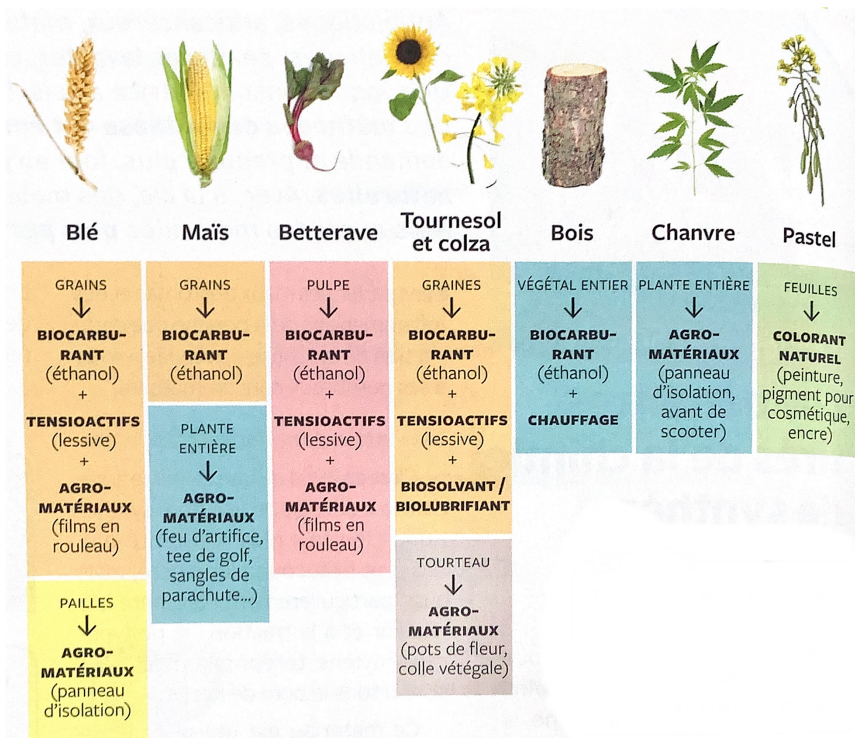 Blé
GRAINS
BIOCARBU-
RANT
(éthanol)
+
TENSIOACTIFS
(lessive)
+
AGRO-
MATÉRIAUX
(films en
rouleau)
PAILLES
AGRO-
MATÉRIAUX
(panneau
d'isolation)
Maïs
GRAINS
BIOCARBU-
RANT
(éthanol)
PLANTE
ENTIÈRE
AGRO-
MATÉRIAUX
(feu d'artifice,
tee de golf,
sangles de
parachute...)
Betterave
PULPE
BIOCARBU-
RANT
(éthanol)
+
TENSIOACTIFS
(lessive)
+
AGRO-
MATÉRIAUX
(films en
rouleau)
Tournesol
et colza
GRAINES
BIOCARBU-
RANT
(éthanol)
+
TENSIOACTIFS
(lessive)
+
BIOSOLVANT /
BIOLUBRIFIANT
TOURTEAU
AGRO-
MATÉRIAUX
(pots de fleur,
colle vétégale)
Bois
VÉGÉTAL ENTIER
BIOCARBU-
RANT
(éthanol)
+
CHAUFFAGE
Chanvre
PLANTE ENTIÈRE
AGRO-
MATÉRIAUX
(panneau
d'isolation,
avant de
scooter)
Pastel
FEUILLES
COLORANT
NATUREL
(peinture,
pigment pour
cosmétique,
encre)